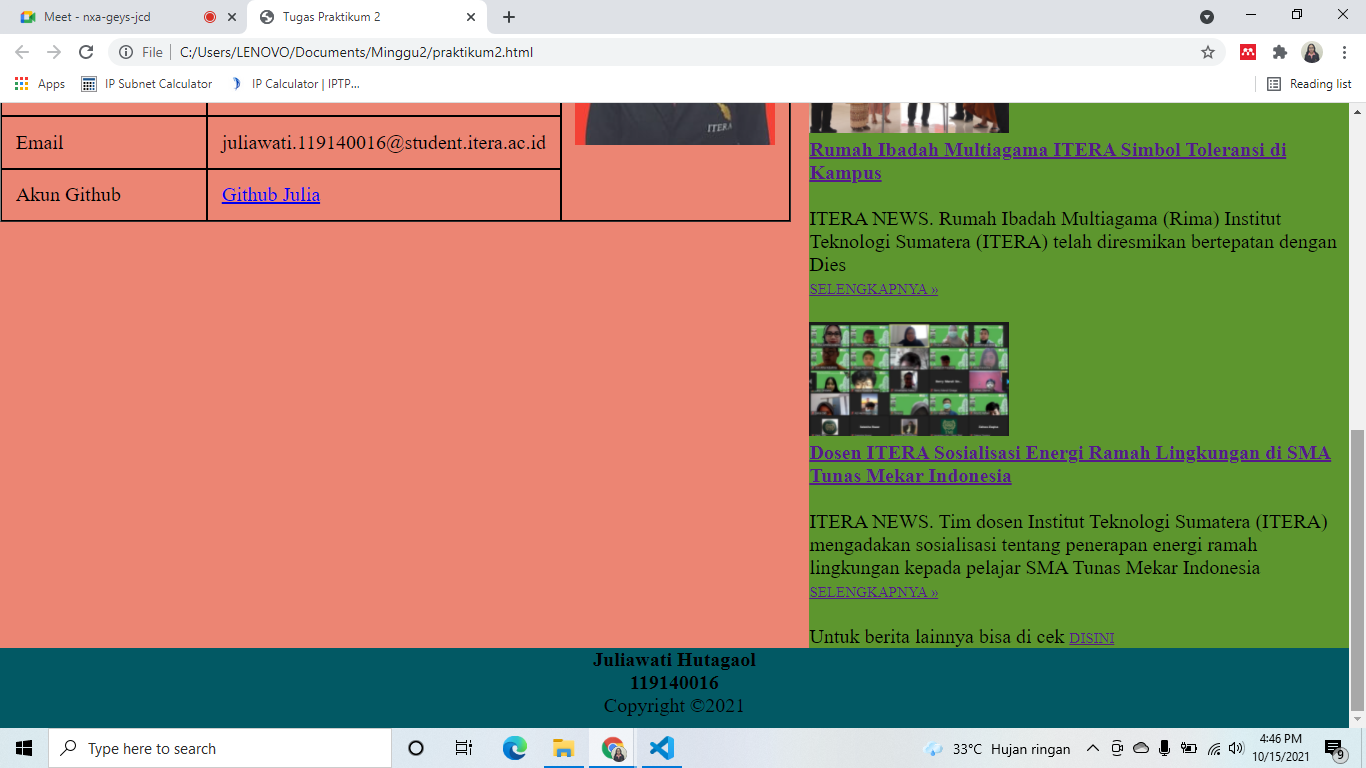 Meet - nxa-geys-jcd
Tugas Praktikum 2
File
C:/Users/LENOVO/Documents/Minggu2/praktikum2.html
Apps
IP Subnet Calculator
IP Calculator | IPTP...
Reading list
ITERA
Email
juliawati.119140016@student.itera.ac.id
Akun Github
Github Julia
Rumah Ibadah Multiagama ITERA Simbol Toleransi di
Kampus
ITERA NEWS. Rumah Ibadah Multiagama (Rima) Institut
Teknologi Sumatera (ITERA) telah diresmikan bertepatan dengan
Dies
SELENGKAPNYA »
Dosen ITERA Sosialisasi Energi Ramah Lingkungan di SMA
Tunas Mekar Indonesia
ITERA NEWS. Tim dosen Institut Teknologi Sumatera (ITERA)
mengadakan sosialisasi tentang penerapan energi ramah
lingkungan kepada pelajar SMA Tunas Mekar Indonesia
SELENGKAPNYA »
Untuk berita lainnya bisa di cek DISINI
Juliawati Hutagaol
119140016
Copyright ©2021
Type here to search
33°C Hujan ringan
4:46 PM
10/15/2021
9